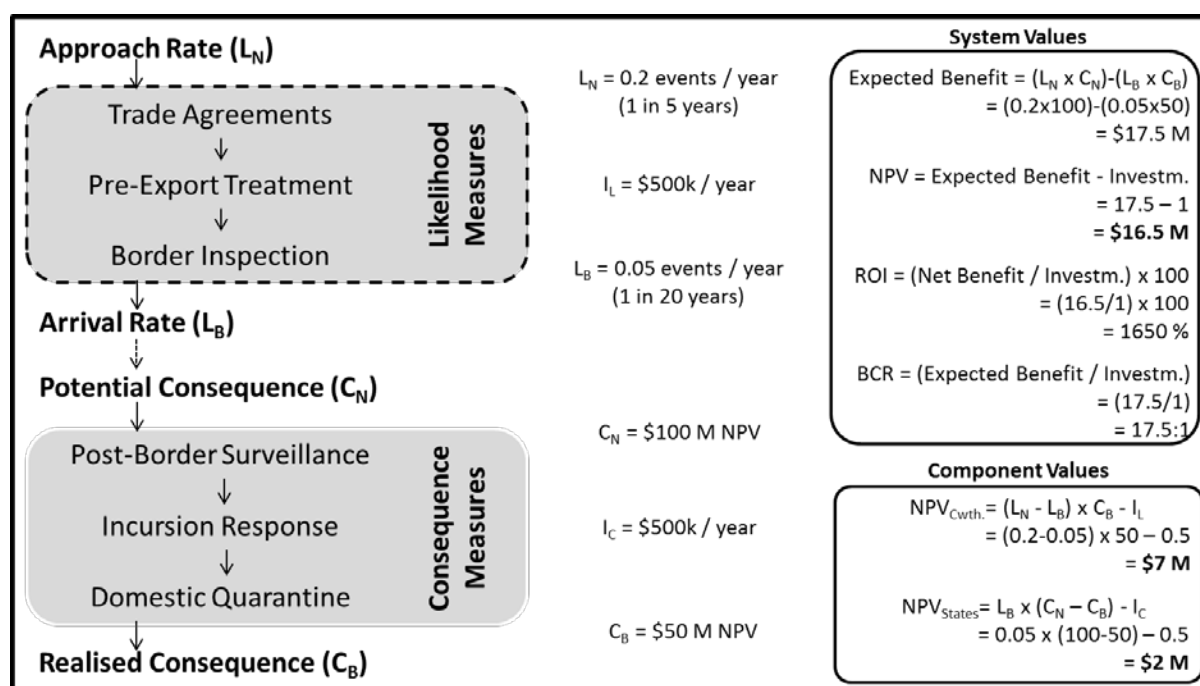 Approach Rate (L_N)
Trade Agreements
Pre-Export Treatment
Border Inspection
Likelihood
Measures
Arrival Rate (L_B)
Potential Consequence (C_N)
Post-Border Surveillance
Incursion Response
Domestic Quarantine
Consequence
Measures
Realised Consequence (C_B)
L_N = 0.2 events / year
(1 in 5 years)
I_L = $500k / year
L_B = 0.05 events / year
(1 in 20 years)
C_N = $100 M NPV
I_C = $500k / year
C_B = $50 M NPV
System Values
Expected Benefit = (L_N x C_N)-(L_B x C_B)
= (0.2x100)-(0.05x50)
= $17.5 M
NPV = Expected Benefit - Investm.
= 17.5 – 1
= $16.5 M
ROI = (Net Benefit / Investm.) x 100
= (16.5/1) x 100
= 1650 %
BCR = (Expected Benefit / Investm.)
= (17.5/1)
= 17.5:1
Component Values
NPV_Cwth. = (L_N - L_B) x C_B - I_L
= (0.2-0.05) x 50 – 0.5
= $7 M
NPV_States = L_B x (C_N – C_B) - I_C
= 0.05 x (100-50) – 0.5
= $2 M